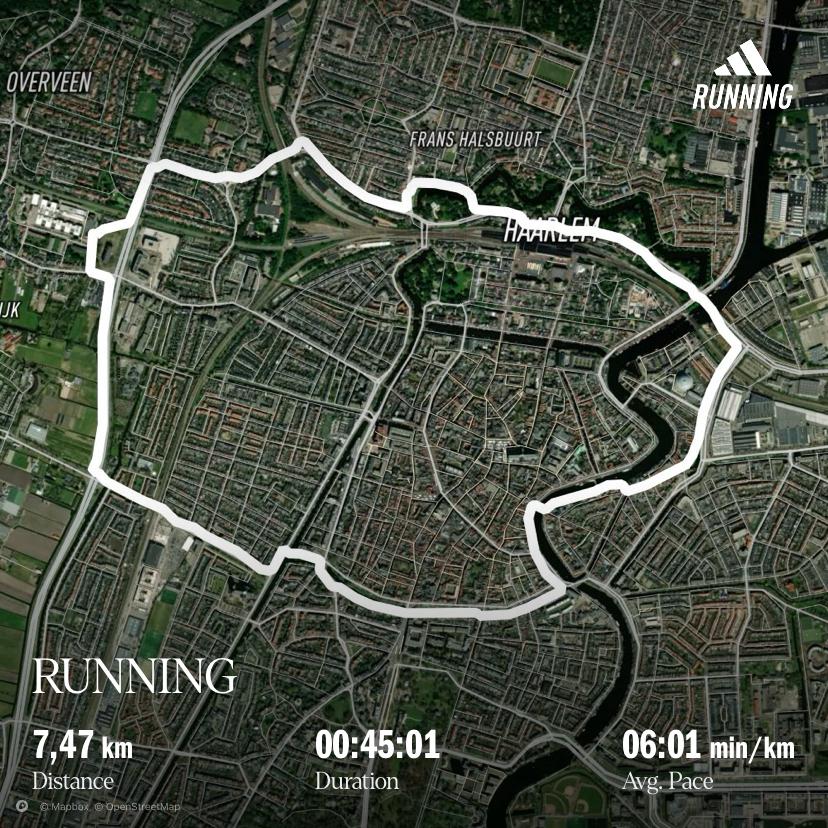 OVERVEEN
RUNNING
FRANS HALSBUURT
HAARLEM
IJK
RUNNING
7,47 km
00:45:01
06:01 min/km
Distance
Duration
Avg. Pace
© Mapbox, © OpenStreetMap